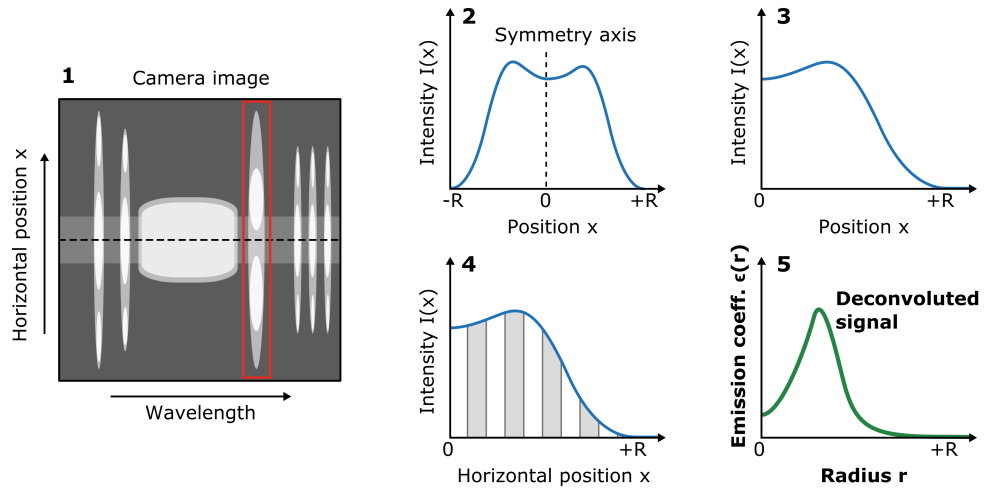 1
Camera image
Horizontal position x
Wavelength
2
Symmetry axis
Intensity I(x)
-R
0
+R
Position x
3
Intensity I(x)
0
+R
Position x
4
Intensity I(x)
0
+R
Horizontal position x
5
Emission coeff. ϵ(r)
Deconvoluted
signal
0
+R
Radius r